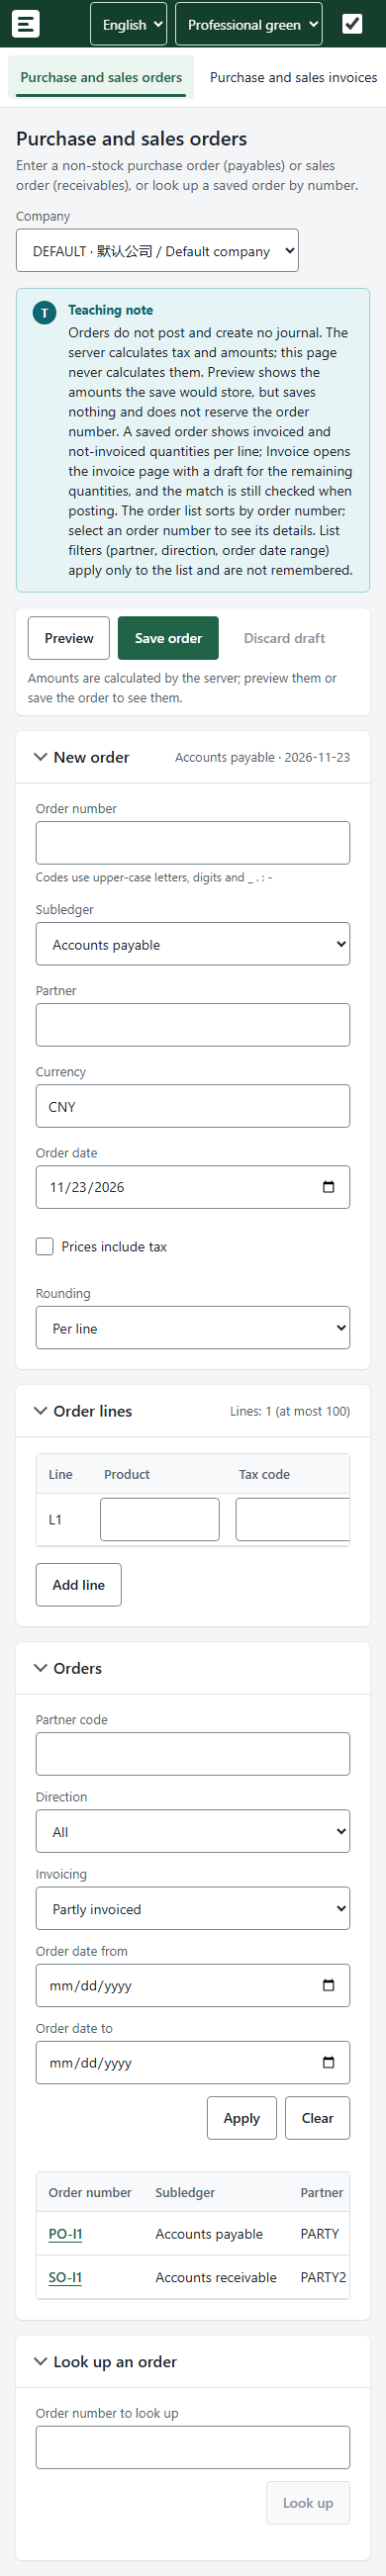 English
Professional green
Purchase and sales orders
Purchase and sales invoices
Purchase and sales orders
Enter a non-stock purchase order (payables) or sales
order (receivables), or look up a saved order by number.
Company
DEFAULT · 默认公司 / Default company
T
Teaching note
Orders do not post and create no journal. The
server calculates tax and amounts; this page
never calculates them. Preview shows the
amounts the save would store, but saves
nothing and does not reserve the order
number. A saved order shows invoiced and
not-invoiced quantities per line; Invoice opens
the invoice page with a draft for the remaining
quantities, and the match is still checked when
posting. The order list sorts by order number;
select an order number to see its details. List
filters (partner, direction, order date range)
apply only to the list and are not remembered.
Preview
Save order
Discard draft
Amounts are calculated by the server; preview them or
save the order to see them.
New order
Accounts payable · 2026-11-23
Order number
Codes use upper-case letters, digits and _ . : -
Subledger
Accounts payable
Partner
Currency
CNY
Order date
11/23/2026
Prices include tax
Rounding
Per line
Order lines
Lines: 1 (at most 100)
Line Product Tax code
L1
Add line
Orders
Partner code
Direction
All
Invoicing
Partly invoiced
Order date from
mm/dd/yyyy
Order date to
mm/dd/yyyy
Apply
Clear
Order number Subledger Partner
PO-I1 Accounts payable PARTY
SO-I1 Accounts receivable PARTY2
Look up an order
Order number to look up
Look up